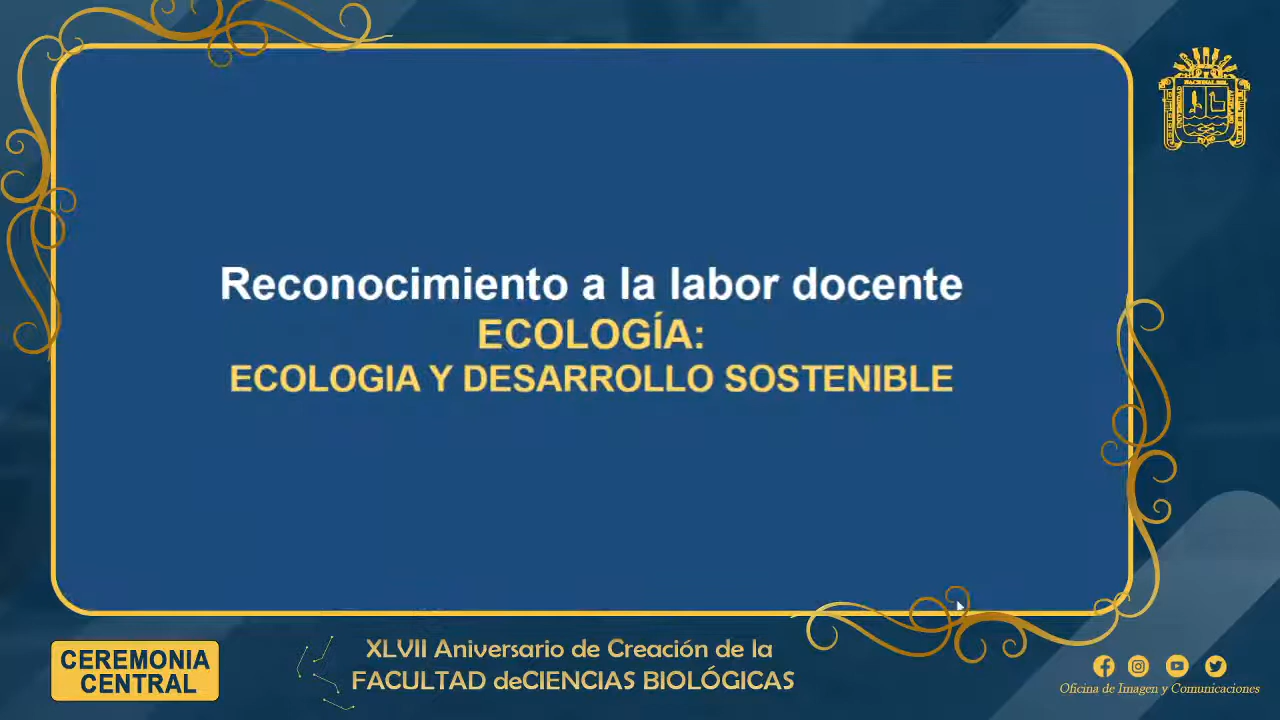 Reconocimiento a la labor docente
ECOLOGÍA:
ECOLOGIA Y DESARROLLO SOSTENIBLE
CEREMONIA
CENTRAL
XLVII Aniversario de Creación de la
FACULTAD deCIENCIAS BIOLÓGICAS
Oficina de Imagen y Comunicaciones